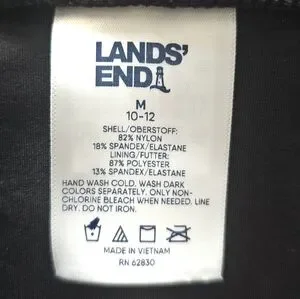 LANDS'
END
M
10-12
SHELL/OBERSTOFF:
82% NYLON
18% SPANDEX/ELASTANE
LINING/FUTTER:
87% POLYESTER
13% SPANDEX/ELASTANE
HAND WASH COLD. WASH DARK
COLORS SEPARATELY. ONLY NON-
CHLORINE BLEACH WHEN NEEDED. LINE
DRY. DO NOT IRON.
MADE IN VIETNAM
RN 62830